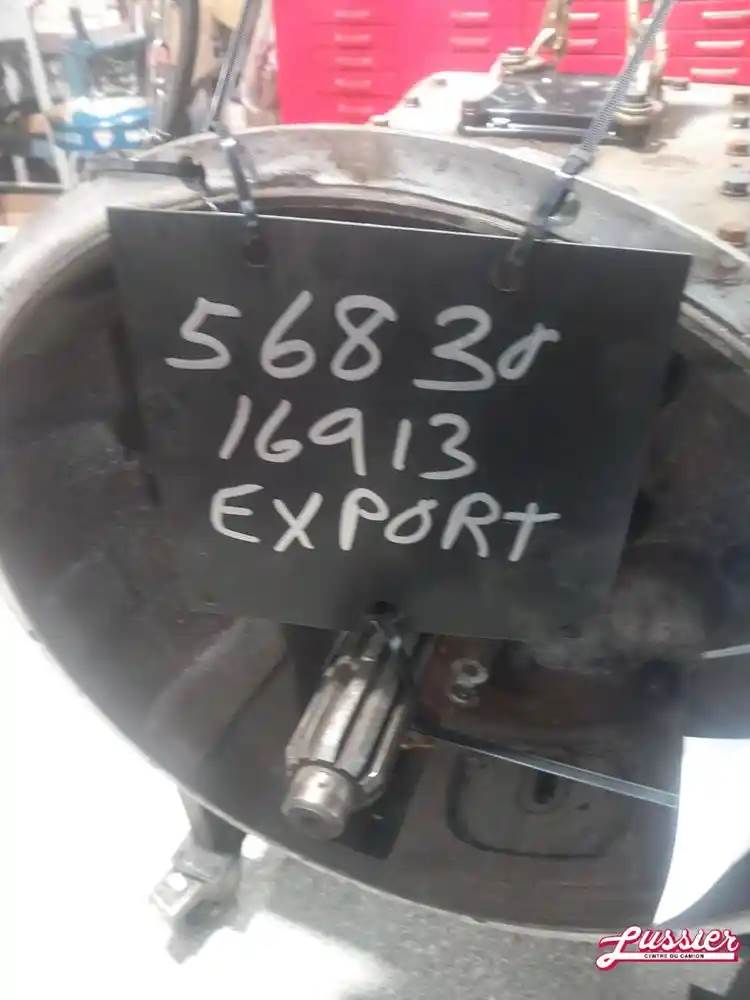 56830
16913
EXPORT
Lussier
CENTRE DU CAMION